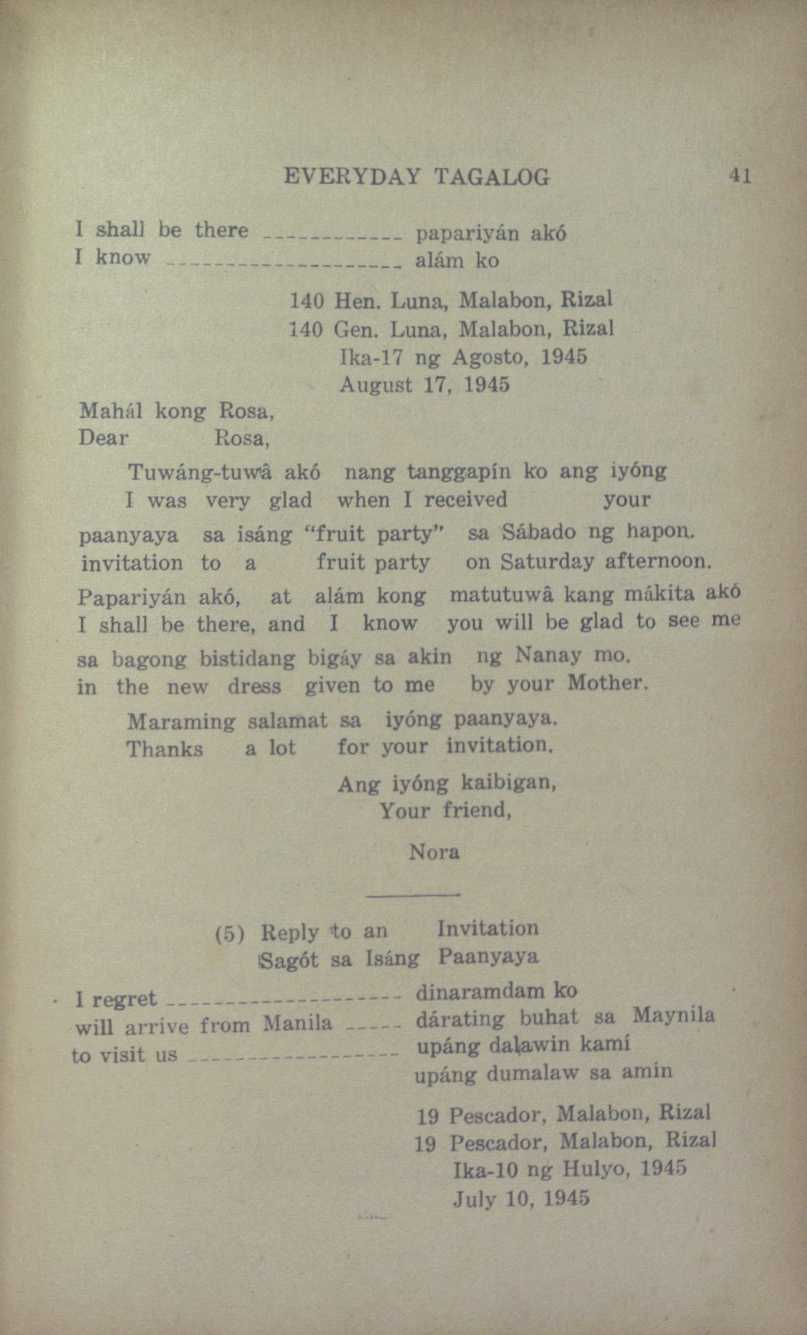 EVERYDAY TAGALOG 41
I shall be there ____________ papariyán akó
I know ____________________ alám ko
140 Hen. Luna, Malabon, Rizal
140 Gen. Luna, Malabon, Rizal
Ika-17 ng Agosto, 1945
August 17, 1945
Mahál kong Rosa,
Dear Rosa,
Tuwáng-tuwâ akó nang tanggapín ko ang iyóng
I was very glad when I received your
paanyaya sa isáng "fruit party" sa Sábado ng hapon.
invitation to a fruit party on Saturday afternoon.
Papariyán akó, at alám kong matutuwâ kang mákita akó
I shall be there, and I know you will be glad to see me
sa bagong bistidang bigáy sa akin ng Nanay mo.
in the new dress given to me by your Mother.
Maraming salamat sa iyóng paanyaya.
Thanks a lot for your invitation.
Ang iyóng kaibigan,
Your friend,
Nora
(5) Reply to an Invitation
Sagót sa Isáng Paanyaya
I regret ____________________ dinaramdam ko
will arrive from Manila _____ dárating buhat sa Maynila
to visit us __________________ upáng dalawin kamí
upáng dumalaw sa amin
19 Pescador, Malabon, Rizal
19 Pescador, Malabon, Rizal
Ika-10 ng Hulyo, 1945
July 10, 1945